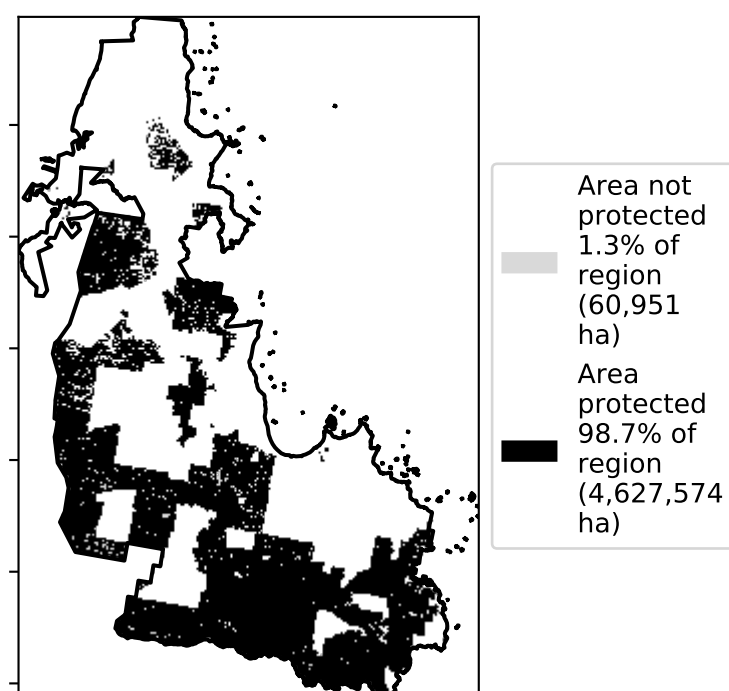 Area not
protected
1.3% of
region
(60,951
ha)
Area
protected
98.7% of
region
(4,627,574
ha)